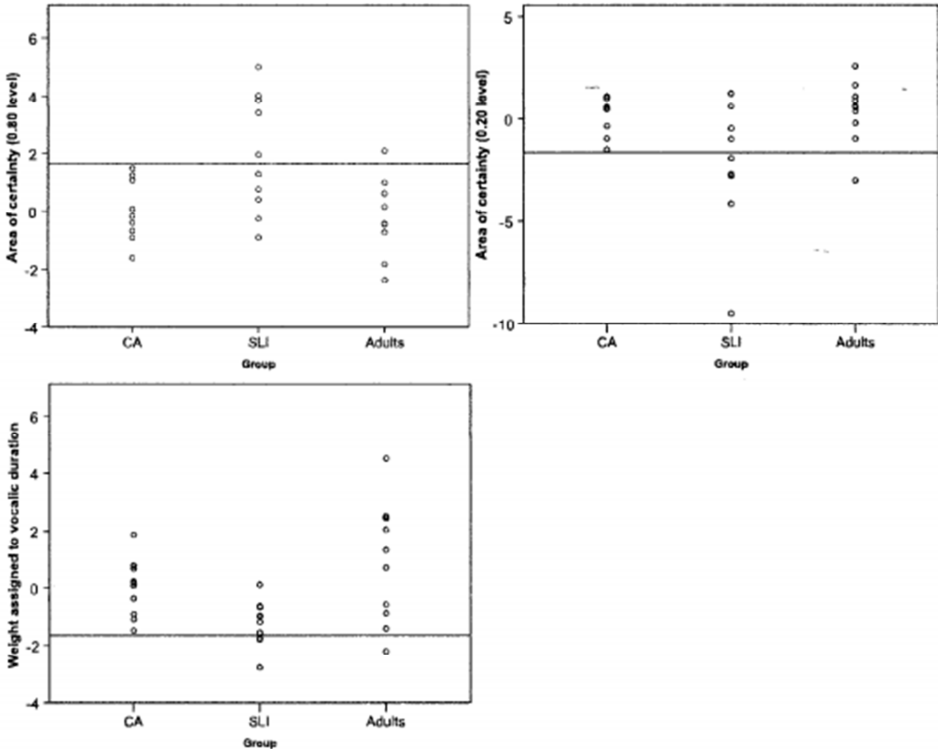 Area of certainty (0.80 level)
6
4
2
0
-2
-4
CA
SLI
Adults
Group
Area of certainty (0.20 level)
5
0
-5
-10
CA
SLI
Adults
Group
Weight assigned to vocalic duration
6
4
2
0
-2
-4
CA
SLI
Adults
Group